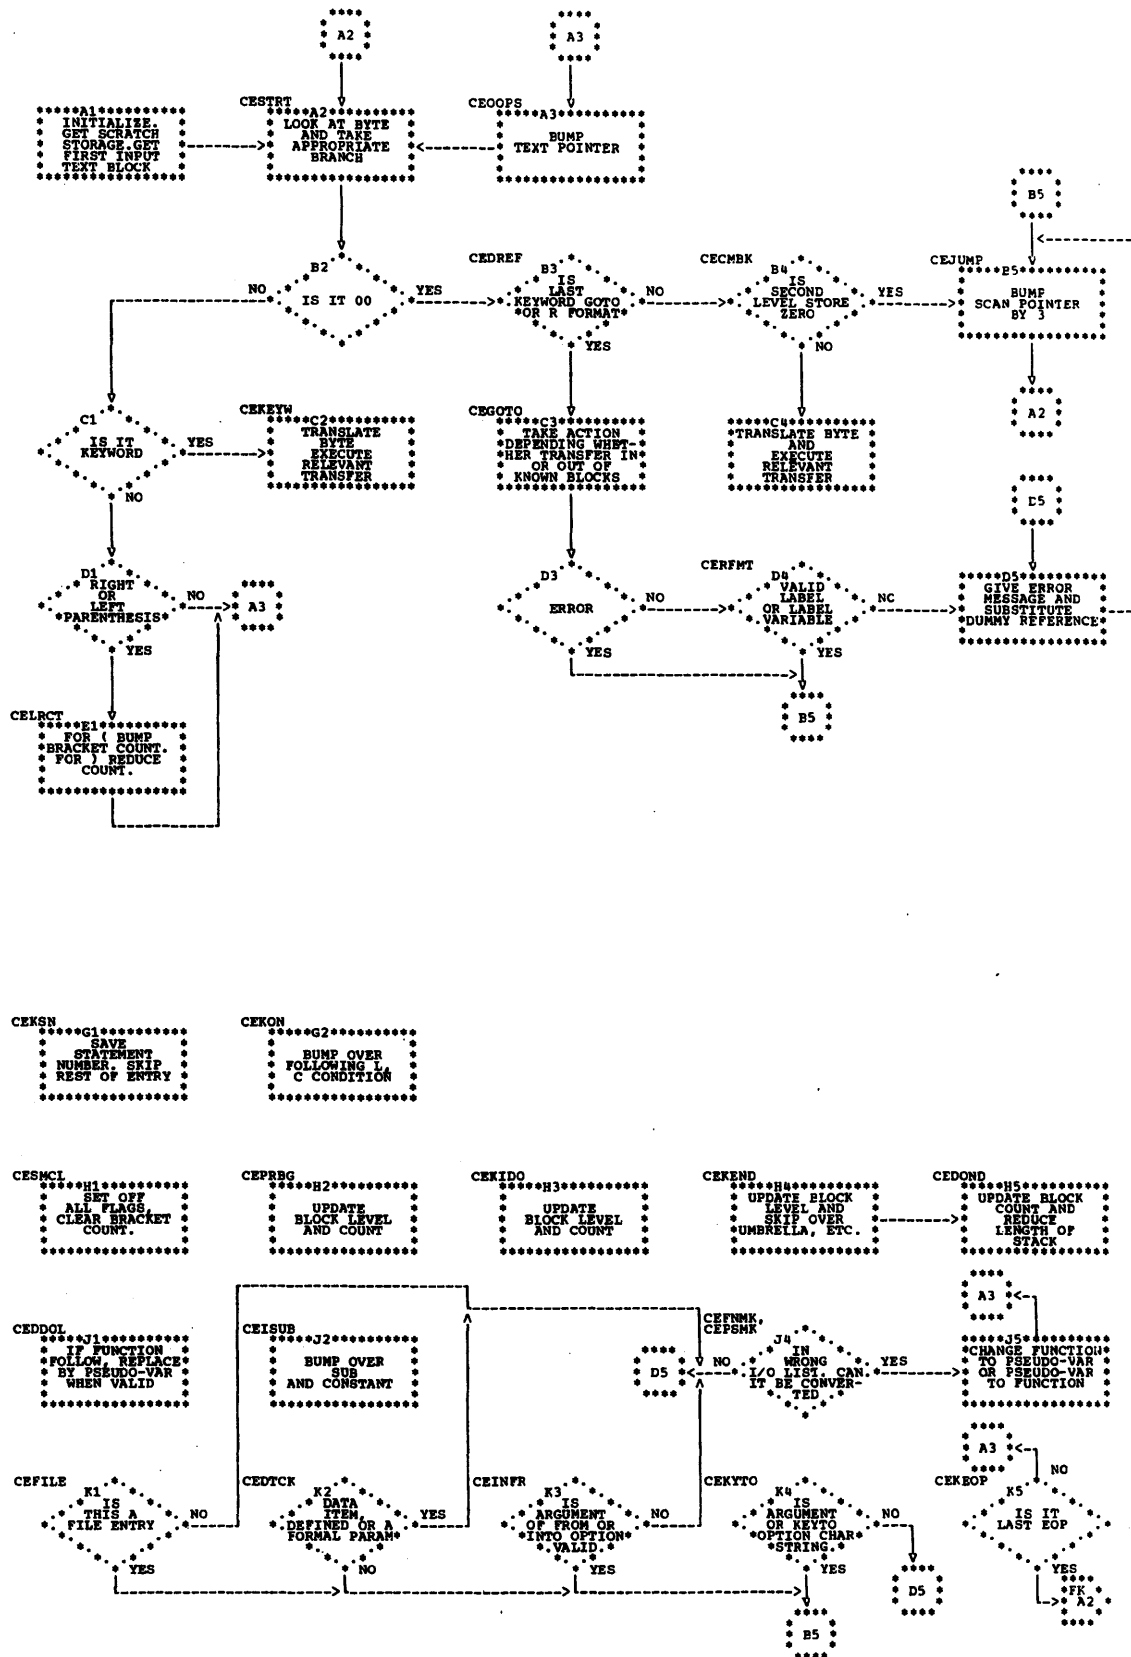 A2
A3
CESTRT
CEOOPS
A1
INITIALIZE.
GET SCRATCH
STORAGE.GET
FIRST INPUT
TEXT BLOCK
A2
LOOK AT BYTE
AND TAKE
APPROPRIATE
BRANCH
A3
BUMP
TEXT POINTER
B5
B2
IS IT 00
NO
YES
CEDREF
B3
IS
LAST
KEYWORD GOTO
OR R FORMAT
NO
YES
CECMBK
B4
IS
SECOND
LEVEL STORE
ZERO
YES
NO
CEJUMP
B5
BUMP
SCAN POINTER
BY 3
A2
C1
IS IT
KEYWORD
YES
NO
CEKEYW
C2
TRANSLATE
BYTE
EXECUTE
RELEVANT
TRANSFER
CEGOTO
C3
TAKE ACTION
DEPENDING WHET-
HER TRANSFER IN
OR OUT OF
KNOWN BLOCKS
C4
TRANSLATE BYTE
AND
EXECUTE
RELEVANT
TRANSFER
D5
D1
RIGHT
OR
LEFT
PARENTHESIS
NO
YES
A3
D3
ERROR
NO
YES
CERFMT
D4
VALID
LABEL
OR LABEL
VARIABLE
NC
YES
D5
GIVE ERROR
MESSAGE AND
SUBSTITUTE
DUMMY REFERENCE
B5
CELRCT
E1
FOR ( BUMP
BRACKET COUNT.
FOR ) REDUCE
COUNT.
CEKSN
G1
SAVE
STATEMENT
NUMBER. SKIP
REST OF ENTRY
CEKON
G2
BUMP OVER
FOLLOWING L,
C CONDITION
CESMCL
H1
SET OFF
ALL FLAGS,
CLEAR BRACKET
COUNT.
CEPRBG
H2
UPDATE
BLOCK LEVEL
AND COUNT
CEKIDO
H3
UPDATE
BLOCK LEVEL
AND COUNT
CEKEND
H4
UPDATE BLOCK
LEVEL AND
SKIP OVER
UMBRELLA, ETC.
CEDOND
H5
UPDATE BLOCK
COUNT AND
REDUCE
LENGTH OF
STACK
A3
CEDDOL
J1
IF FUNCTION
FOLLOW, REPLACE
BY PSEUDO-VAR
WHEN VALID
CEISUB
J2
BUMP OVER
SUB
AND CONSTANT
D5
NO
CEFNMK,
CEPSMK
J4
IN
WRONG
I/O LIST. CAN
IT BE CONVER-
TED
YES
J5
CHANGE FUNCTION
TO PSEUDO-VAR
OR PSEUDO-VAR
TO FUNCTION
A3
CEFILE
K1
IS
THIS A
FILE ENTRY
NO
YES
CEDTCK
K2
DATA
ITEM,
DEFINED OR A
FORMAL PARAM
YES
NO
CEINFR
K3
IS
ARGUMENT
OF FROM OR
INTO OPTION
VALID.
NO
YES
CEKYTO
K4
IS
ARGUMENT
OR KEYTO
OPTION CHAR
STRING.
NO
YES
CEKEOP
NO
K5
IS IT
LAST EOP
YES
B5
D5
FK
A2